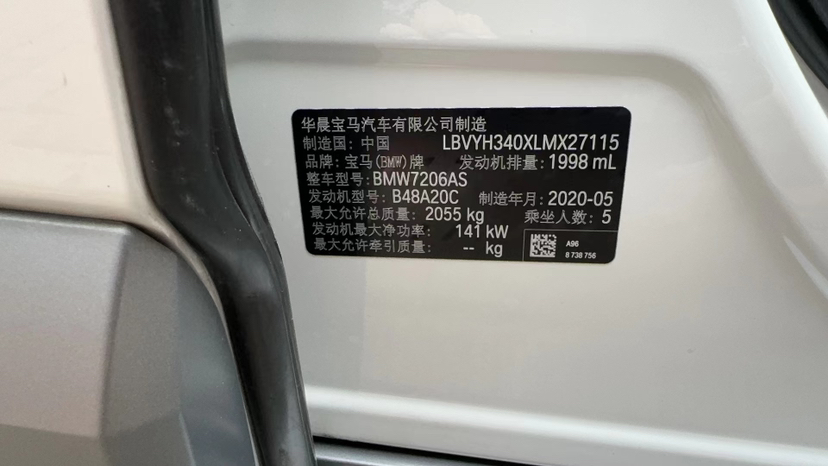 华晨宝马汽车有限公司制造
制造国: 中国 LBVYH340XLMX27115
品牌: 宝马(BMW)牌 发动机排量: 1998 mL
整车型号: BMW7206AS
发动机型号: B48A20C 制造年月: 2020-05
最大允许总质量: 2055 kg 乘坐人数: 5
发动机最大净功率: 141 kW
最大允许牵引质量: -- kg
A96
8 738 756